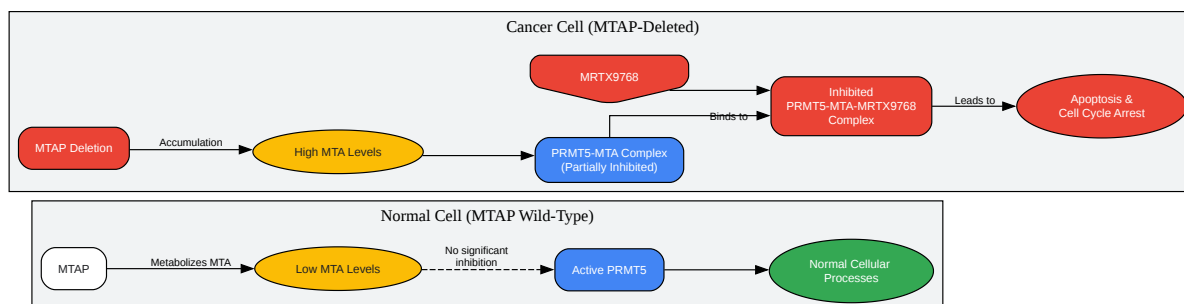 Cancer Cell (MTAP-Deleted)
MRTX9768
Inhibited
PRMT5-MTA-MRTX9768
Complex
Leads to
Apoptosis &
Cell Cycle Arrest
Binds to
MTAP Deletion
Accumulation
High MTA Levels
PRMT5-MTA Complex
(Partially Inhibited)
Normal Cell (MTAP Wild-Type)
MTAP
Metabolizes MTA
Low MTA Levels
No significant
inhibition
Active PRMT5
Normal Cellular
Processes